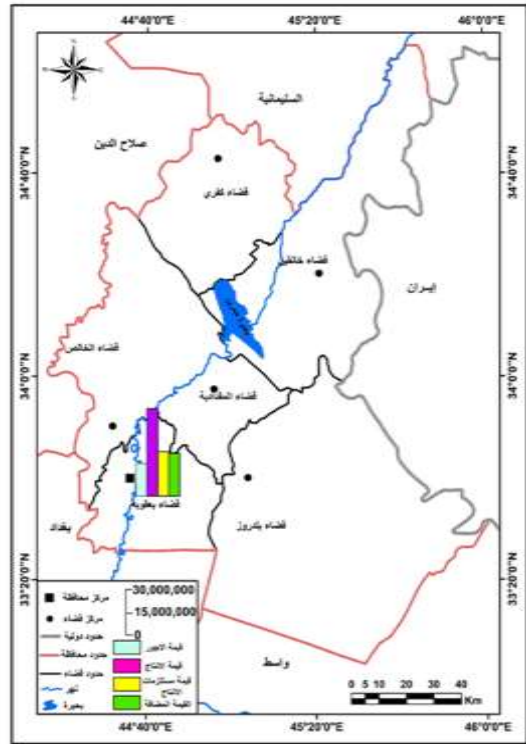 44°40'0"E
45°20'0"E
46°0'0"E
السليمانية
صلاح الدين
34°40'0"N
34°40'0"N
قضاء كفري
قضاء خانقين
ايران
قضاء الخالص
34°0'0"N
34°0'0"N
قضاء المقدادية
قضاء بعقوبة
قضاء بلدروز
بغداد
33°20'0"N
33°20'0"N
واسط
30,000,000
15,000,000
0
مركز محافظة
مركز قضاء
حدود دولية
حدود محافظة
حدود قضاء
نهر
بحيرة
قيمة الاجور
قيمة الانتاج
قيمة مستلزمات
الانتاج
القيمة المضافة
0 5 10 20 30 40
Km
44°40'0"E
45°20'0"E
46°0'0"E